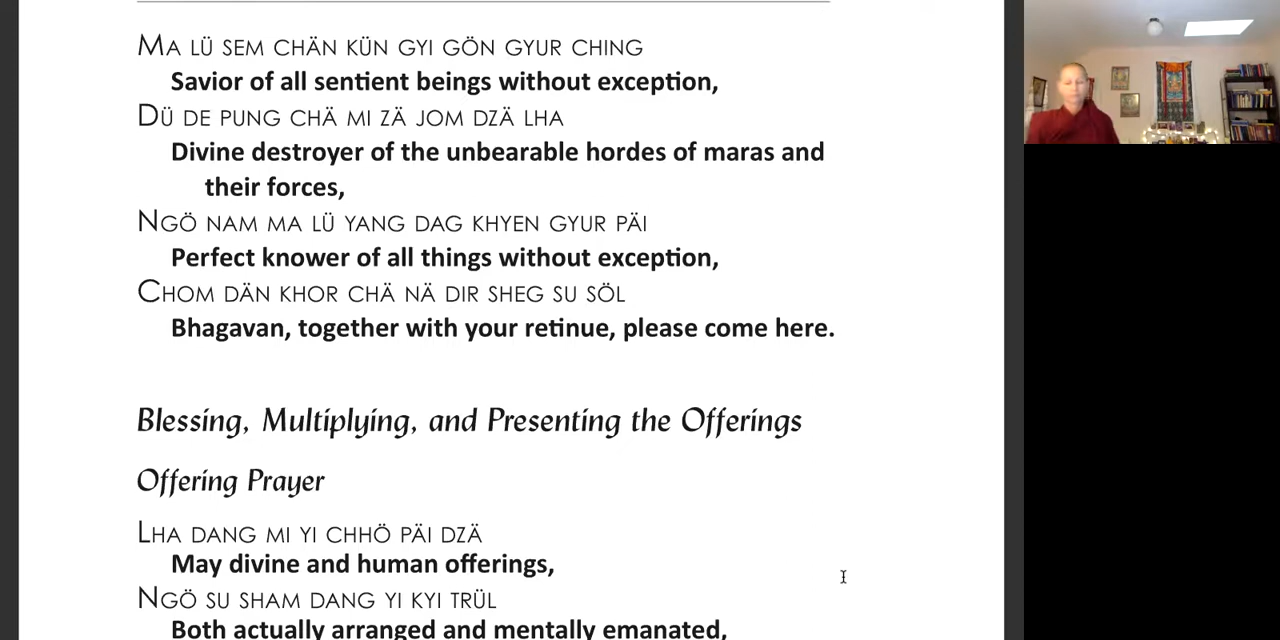 Ma lü sem chän kün gyi gön gyur ching
Savior of all sentient beings without exception,
Dü de pung chä mi zä jom dzä lha
Divine destroyer of the unbearable hordes of maras and
their forces,
Ngö nam ma lü yang dag khyen gyur päi
Perfect knower of all things without exception,
Chom dän khor chä nä dir sheg su söl
Bhagavan, together with your retinue, please come here.
Blessing, Multiplying, and Presenting the Offerings
Offering Prayer
Lha dang mi yi chhö päi dzä
May divine and human offerings,
Ngö su sham dang yi kyi trül
Both actually arranged and mentally emanated,